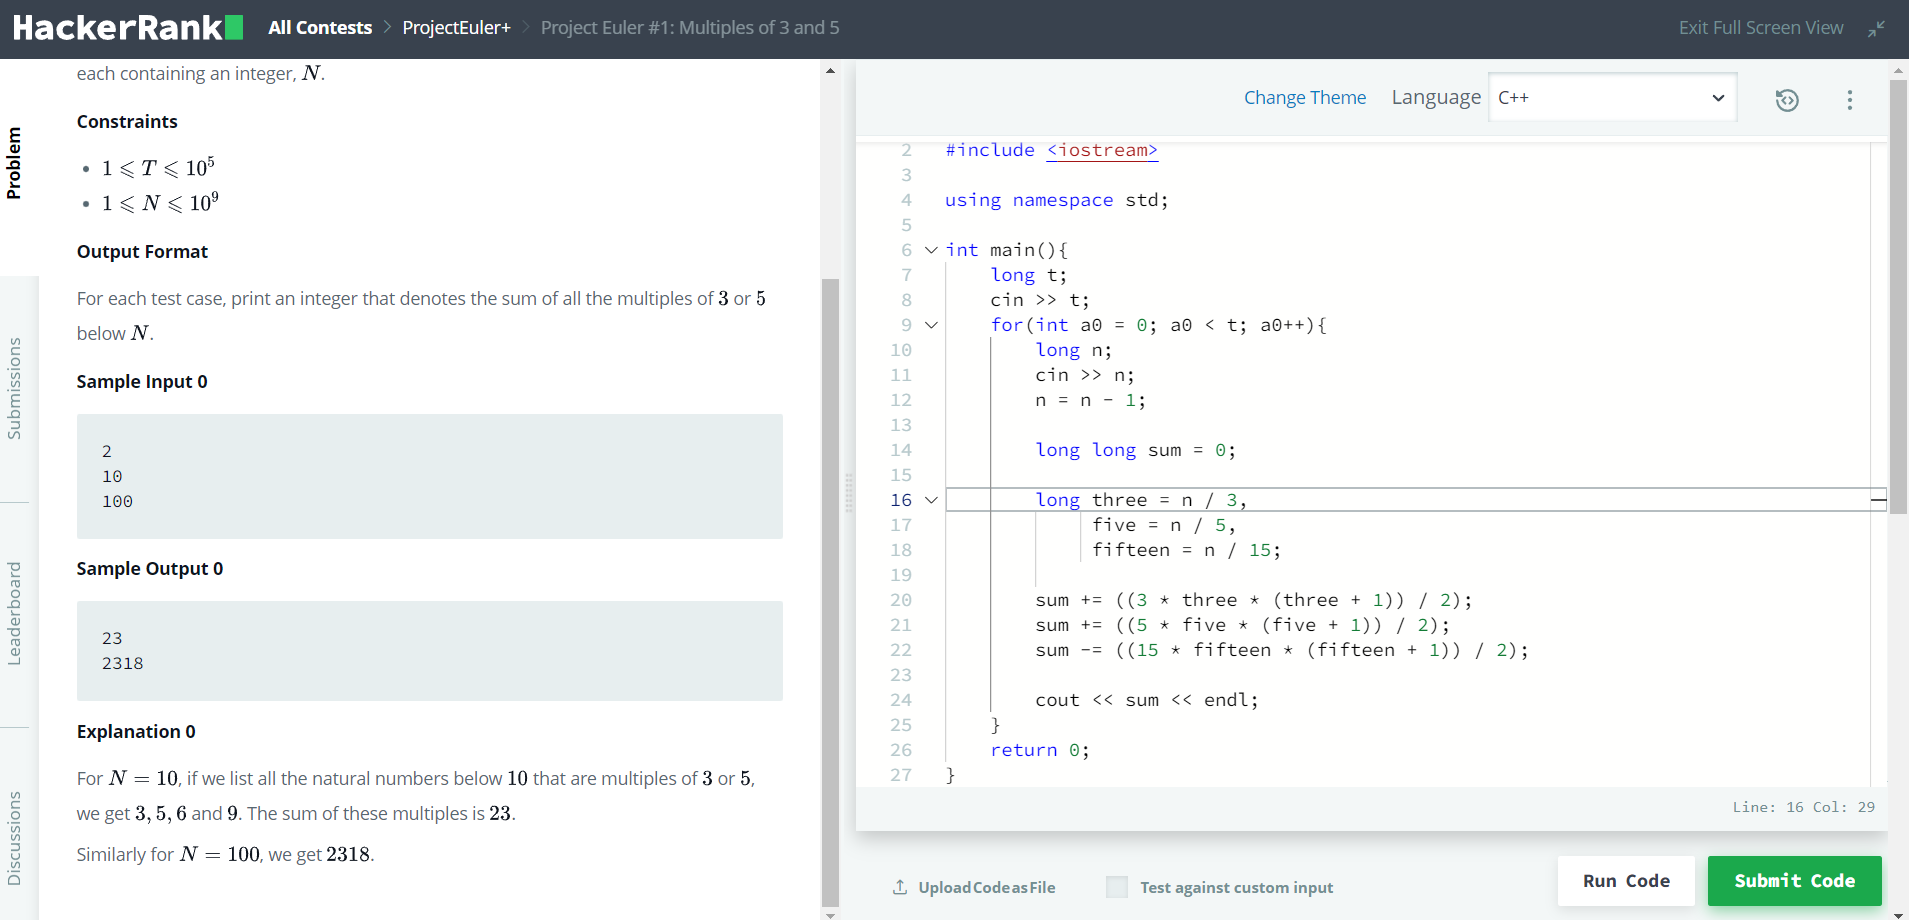 HackerRank All Contests > ProjectEuler+ > Project Euler #1: Multiples of 3 and 5 Exit Full Screen View
Problem
Submissions
Leaderboard
Discussions
each containing an integer, N.
Constraints
• 1 ⩽ T ⩽ 10⁵
• 1 ⩽ N ⩽ 10⁹
Output Format
For each test case, print an integer that denotes the sum of all the multiples of 3 or 5
below N.
Sample Input 0
2
10
100
Sample Output 0
23
2318
Explanation 0
For N = 10, if we list all the natural numbers below 10 that are multiples of 3 or 5,
we get 3, 5, 6 and 9. The sum of these multiples is 23.
Similarly for N = 100, we get 2318.
Change Theme Language C++
2 #include <iostream>
3
4 using namespace std;
5
6 int main(){
7     long t;
8     cin >> t;
9     for(int a0 = 0; a0 < t; a0++){
10         long n;
11         cin >> n;
12         n = n - 1;
13
14         long long sum = 0;
15
16         long three = n / 3,
17              five = n / 5,
18              fifteen = n / 15;
19
20         sum += ((3 * three * (three + 1)) / 2);
21         sum += ((5 * five * (five + 1)) / 2);
22         sum -= ((15 * fifteen * (fifteen + 1)) / 2);
23
24         cout << sum << endl;
25     }
26     return 0;
27 }
Line: 16 Col: 29
Upload Code as File Test against custom input Run Code Submit Code